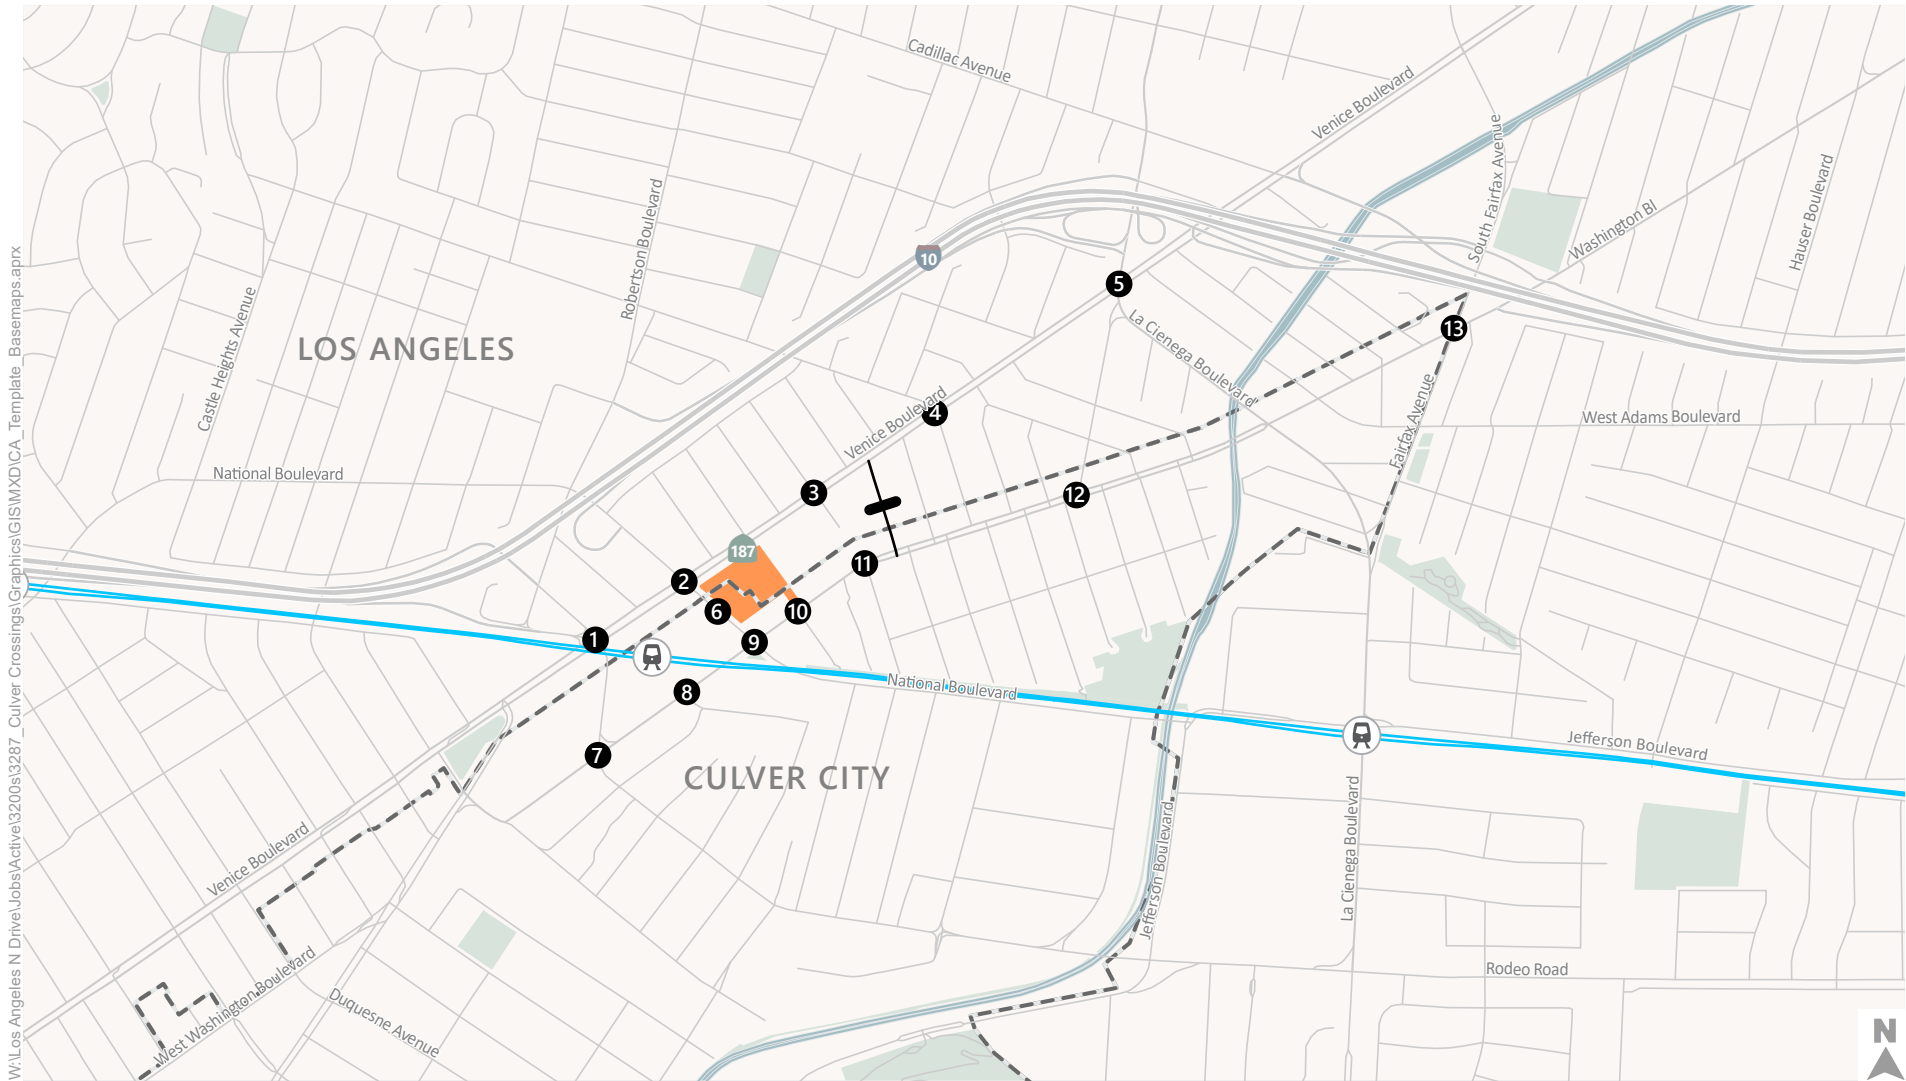 Cadillac Avenue
Venice Boulevard
South Fairfax Avenue
Washington Bl
Hauser Boulevard
Robertson Boulevard
10
5
13
Castle Heights Avenue
LOS ANGELES
La Cienega Boulevard
Venice Boulevard
4
Fairfax Avenue
West Adams Boulevard
National Boulevard
3
12
187
11
2
6
10
1
9
8
National Boulevard
7
CULVER CITY
Jefferson Boulevard
Venice Boulevard
La Cienega Boulevard
Jefferson Boulevard
West Washington Boulevard
Duquesne Avenue
Rodeo Road
N
W:\Los Angeles N Drive\Jobs\Active\3200s\3287_Culver Crossings\Graphics\GIS\MXD\CA_Template_Basemaps.aprx